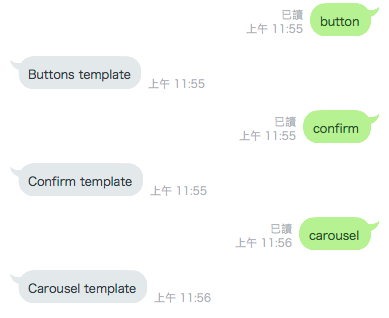 已讀
上午 11:55 button
Buttons template 上午 11:55
已讀
上午 11:55 confirm
Confirm template 上午 11:55
已讀
上午 11:56 carousel
Carousel template 上午 11:56